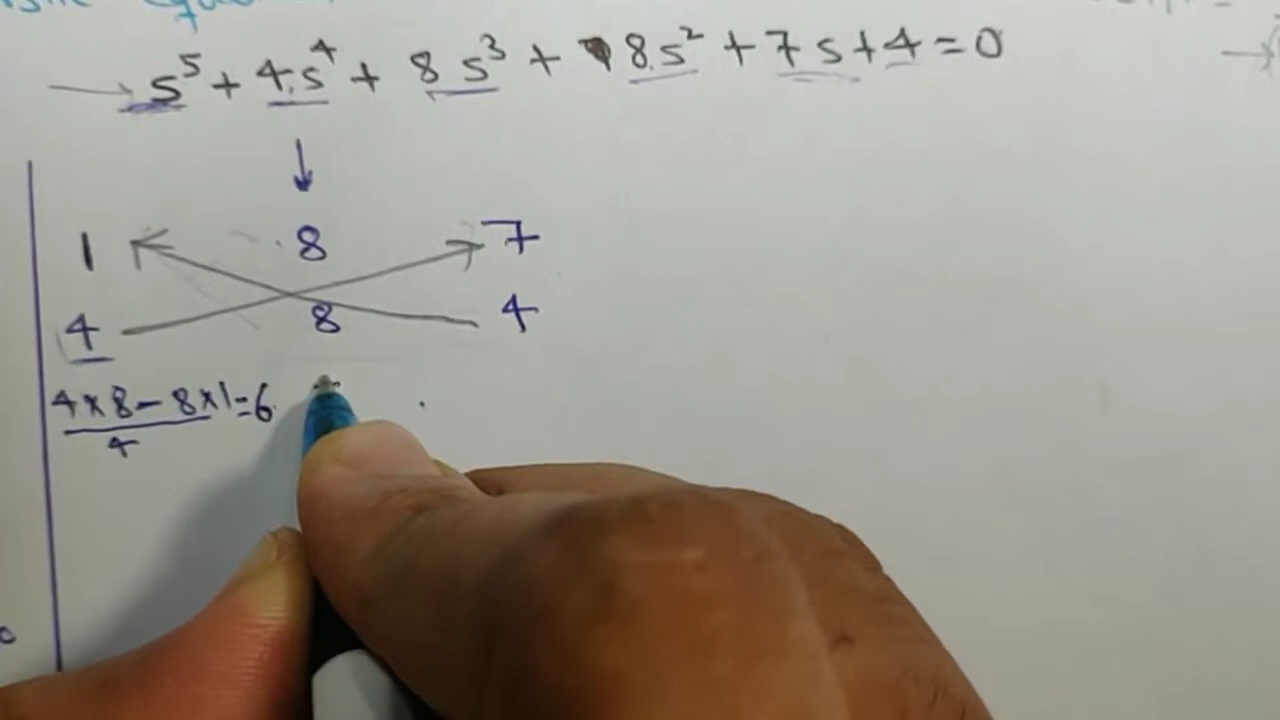 s⁵ + 4s⁴ + 8s³ + 8s² + 7s + 4 = 0
1 8 7
4 8 4
4×8−8×1=6
4